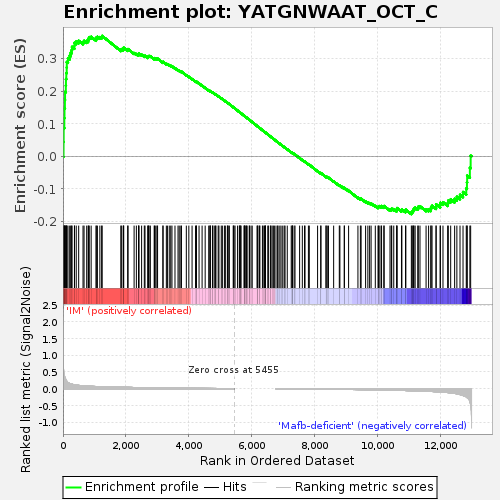 Enrichment plot: YATGNWAAT_OCT_C
Enrichment score (ES)
0.3
0.2
0.1
0.0
-0.1
-0.2
'IM' (positively correlated)
Ranked list metric (Signal2Noise)
2.5
2.0
1.5
1.0
0.5
0.0
-0.5
-1.0
Zero cross at 5455
'Mafb-deficient' (negatively correlated)
0
2,000
4,000
6,000
8,000
10,000
12,000
Rank in Ordered Dataset
Enrichment profile
Hits
Ranking metric scores